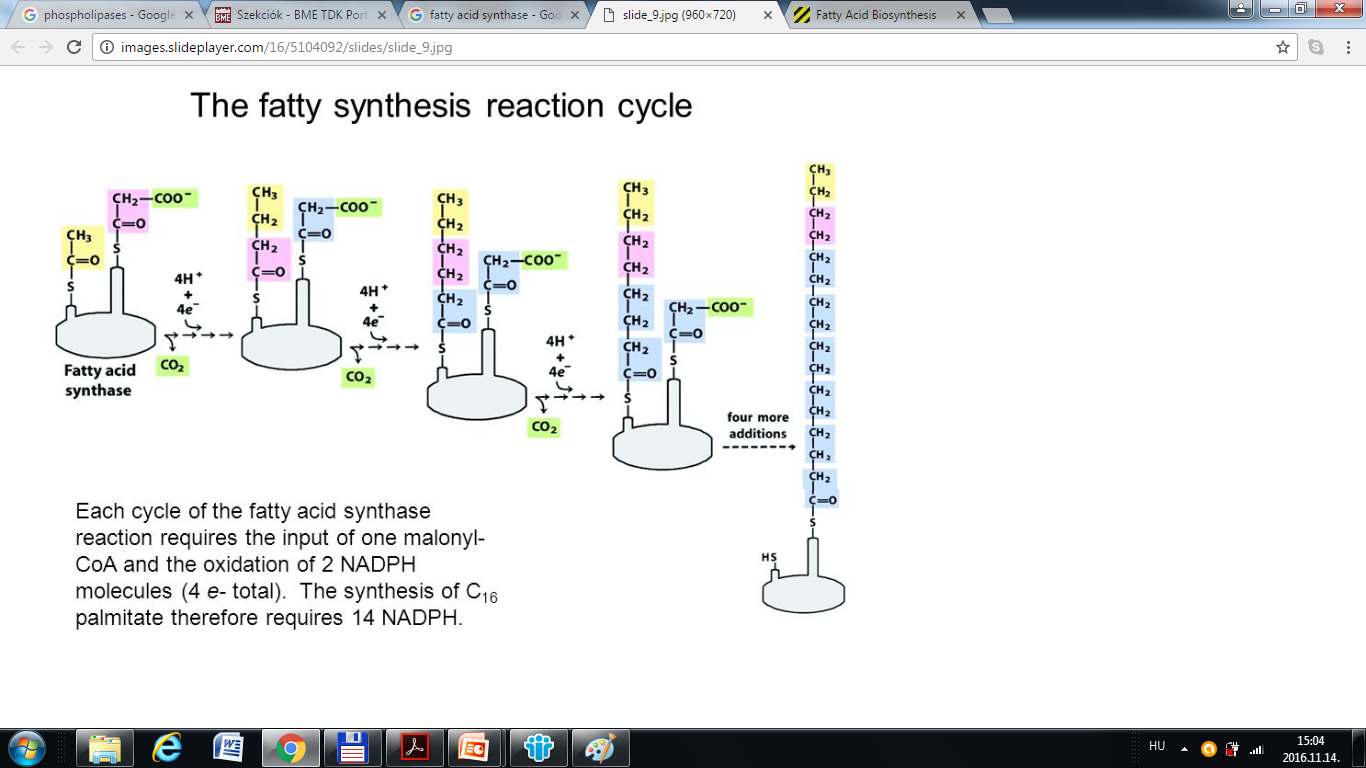 phospholipases - Google
Szekciók - BME TDK Port
fatty acid synthase - Goo
slide_9.jpg (960×720)
Fatty Acid Biosynthesis
images.slideplayer.com/16/5104092/slides/slide_9.jpg
The fatty synthesis reaction cycle
CH2—COO−
C=O
S
CH3
C=O
S
4H+
+
4e−
CO2
Fatty acid
synthase
CH3
CH2
CH2
C=O
S
CH2—COO−
C=O
S
4H+
+
4e−
CO2
CH3
CH2
CH2
CH2
CH2
C=O
S
CH2—COO−
C=O
S
4H+
+
4e−
CO2
CH3
CH2
CH2
CH2
CH2
CH2
CH2
C=O
S
CH2—COO−
C=O
S
four more
additions
CH3
CH2
CH2
CH2
CH2
CH2
CH2
CH2
CH2
CH2
CH2
CH2
CH2
CH2
CH2
C=O
S
HS
Each cycle of the fatty acid synthase
reaction requires the input of one malonyl-
CoA and the oxidation of 2 NADPH
molecules (4 e- total). The synthesis of C16
palmitate therefore requires 14 NADPH.
HU
15:04
2016.11.14.